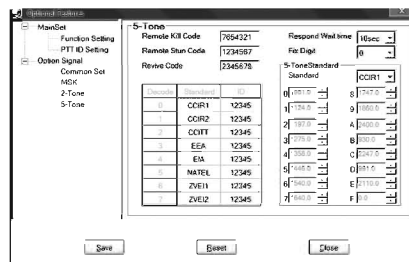 Optional Features
MainSet
Function Setting
PTT ID Setting
Option Signal
Common Set
MSK
2-Tone
5-Tone
5-Tone
Remote Kill Code 7654321
Remote Stun Code 1234567
Revive Code 2345678
Respond Wait time 10sec
Fix Digit 0
Decode Standard ID
0 CCIR1 12345
1 CCIR2 12345
2 CCITT 12345
3 EEA 12345
4 EIA 12345
5 NATEL 12345
6 ZVEI1 12345
7 ZVEI2 12345
5-ToneStandard
Standard CCIR1
0 1981.0 8 1747.0
1 1124.0 9 1860.0
2 1197.0 A 2400.0
3 1275.0 B 930.0
4 1358.0 C 2247.0
5 1446.0 D 991.0
6 1540.0 E 2110.0
7 1640.0 F 0.0
Save Reset Close